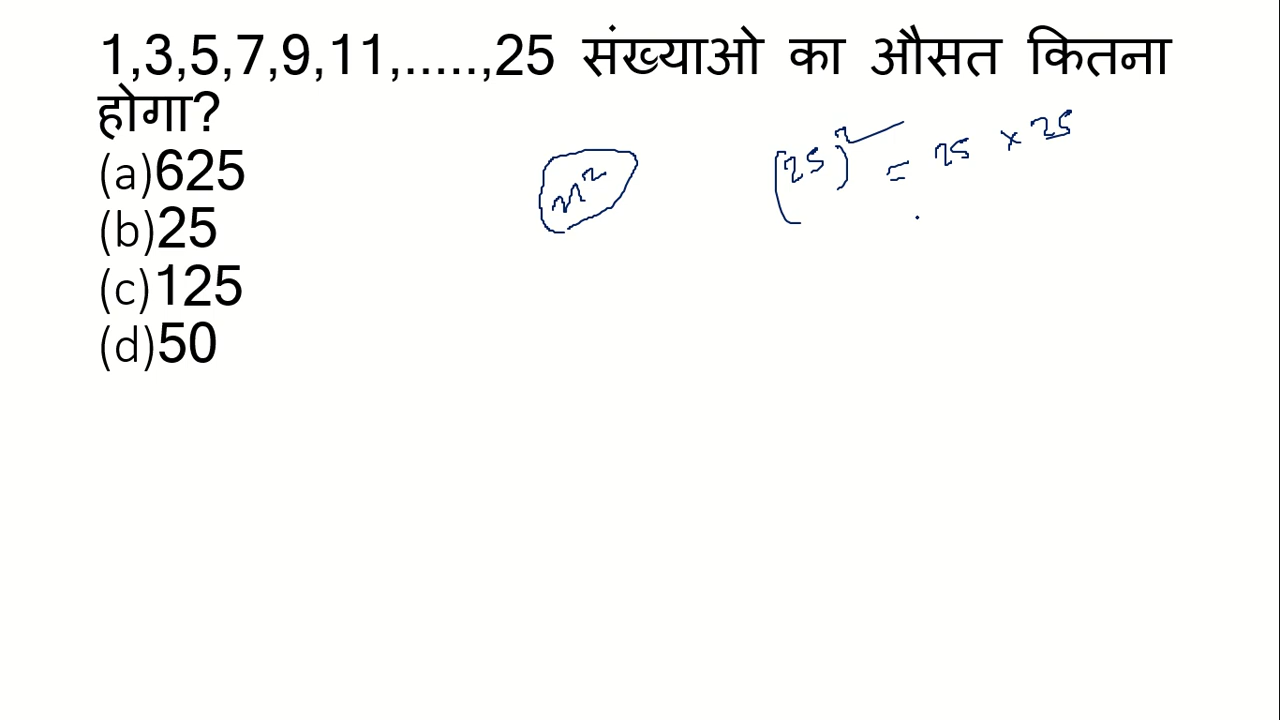 1,3,5,7,9,11,.....,25 संख्याओ का औसत कितना
होगा?
(a)625
(b)25
(c)125
(d)50
n²
(25)² = 25 × 25